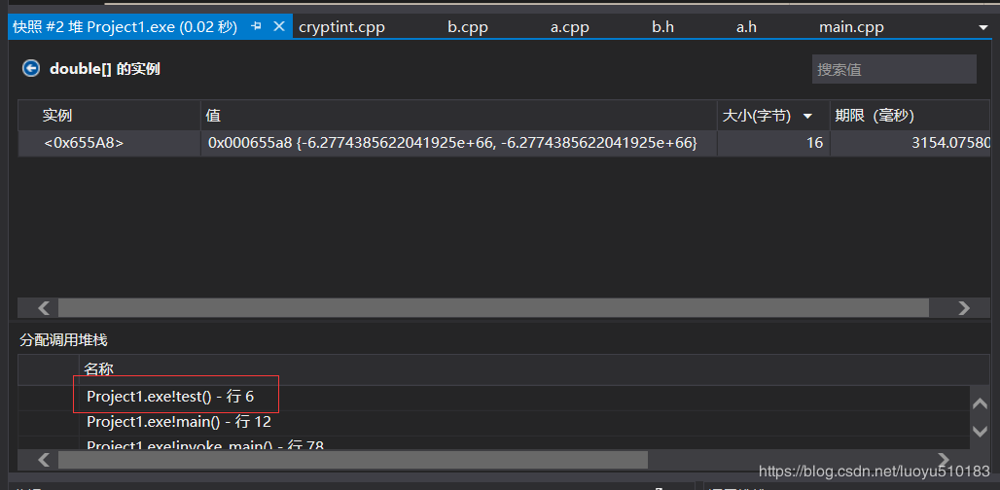 快照 #2 堆 Project1.exe (0.02 秒) cryptint.cpp b.cpp a.cpp b.h a.h main.cpp
double[] 的实例
搜索值
实例 值 大小(字节) 期限（毫秒）
<0x655A8> 0x000655a8 {-6.2774385622041925e+66, -6.2774385622041925e+66} 16 3154.07580
分配调用堆栈
名称
Project1.exe!test() - 行 6
Project1.exe!main() - 行 12
Project1.exe!invoke_main() - 行 78
https://blog.csdn.net/luoyu510183